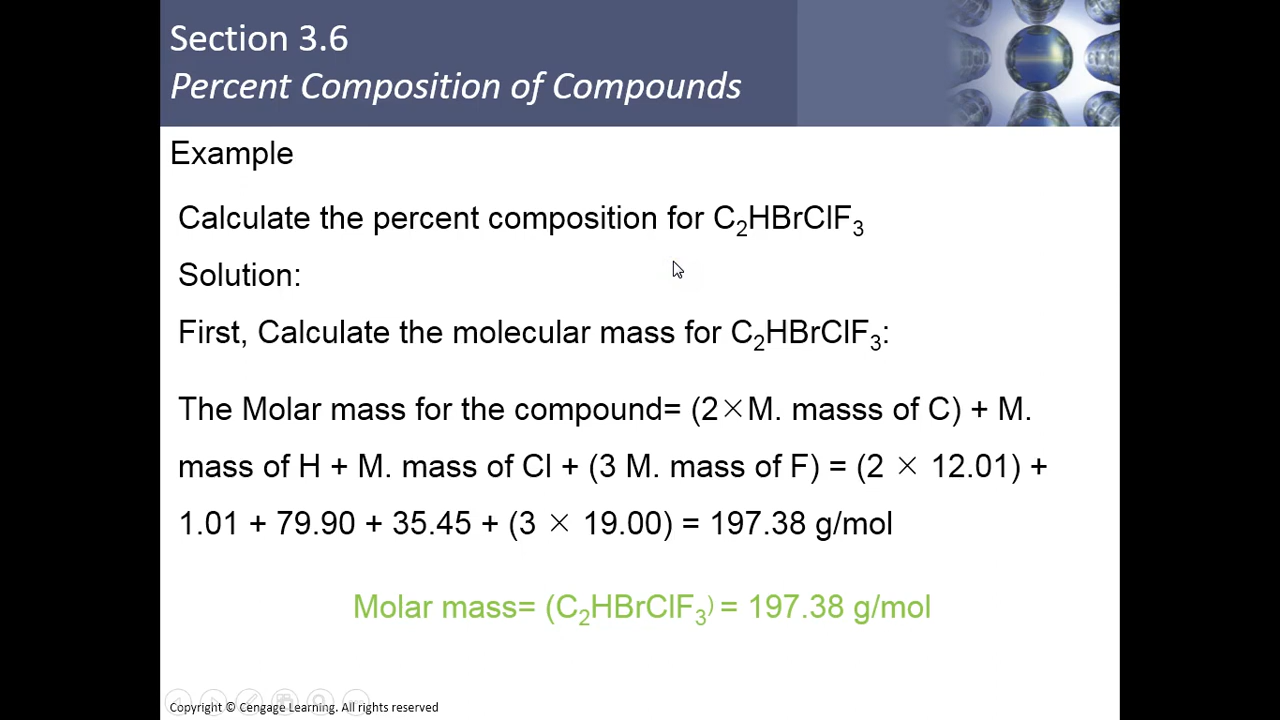 Section 3.6
Percent Composition of Compounds
Example
Calculate the percent composition for C₂HBrClF₃
Solution:
First, Calculate the molecular mass for C₂HBrClF₃:
The Molar mass for the compound= (2×M. masss of C) + M.
mass of H + M. mass of Cl + (3 M. mass of F) = (2 × 12.01) +
1.01 + 79.90 + 35.45 + (3 × 19.00) = 197.38 g/mol
Molar mass= (C₂HBrClF₃) = 197.38 g/mol
Copyright © Cengage Learning. All rights reserved